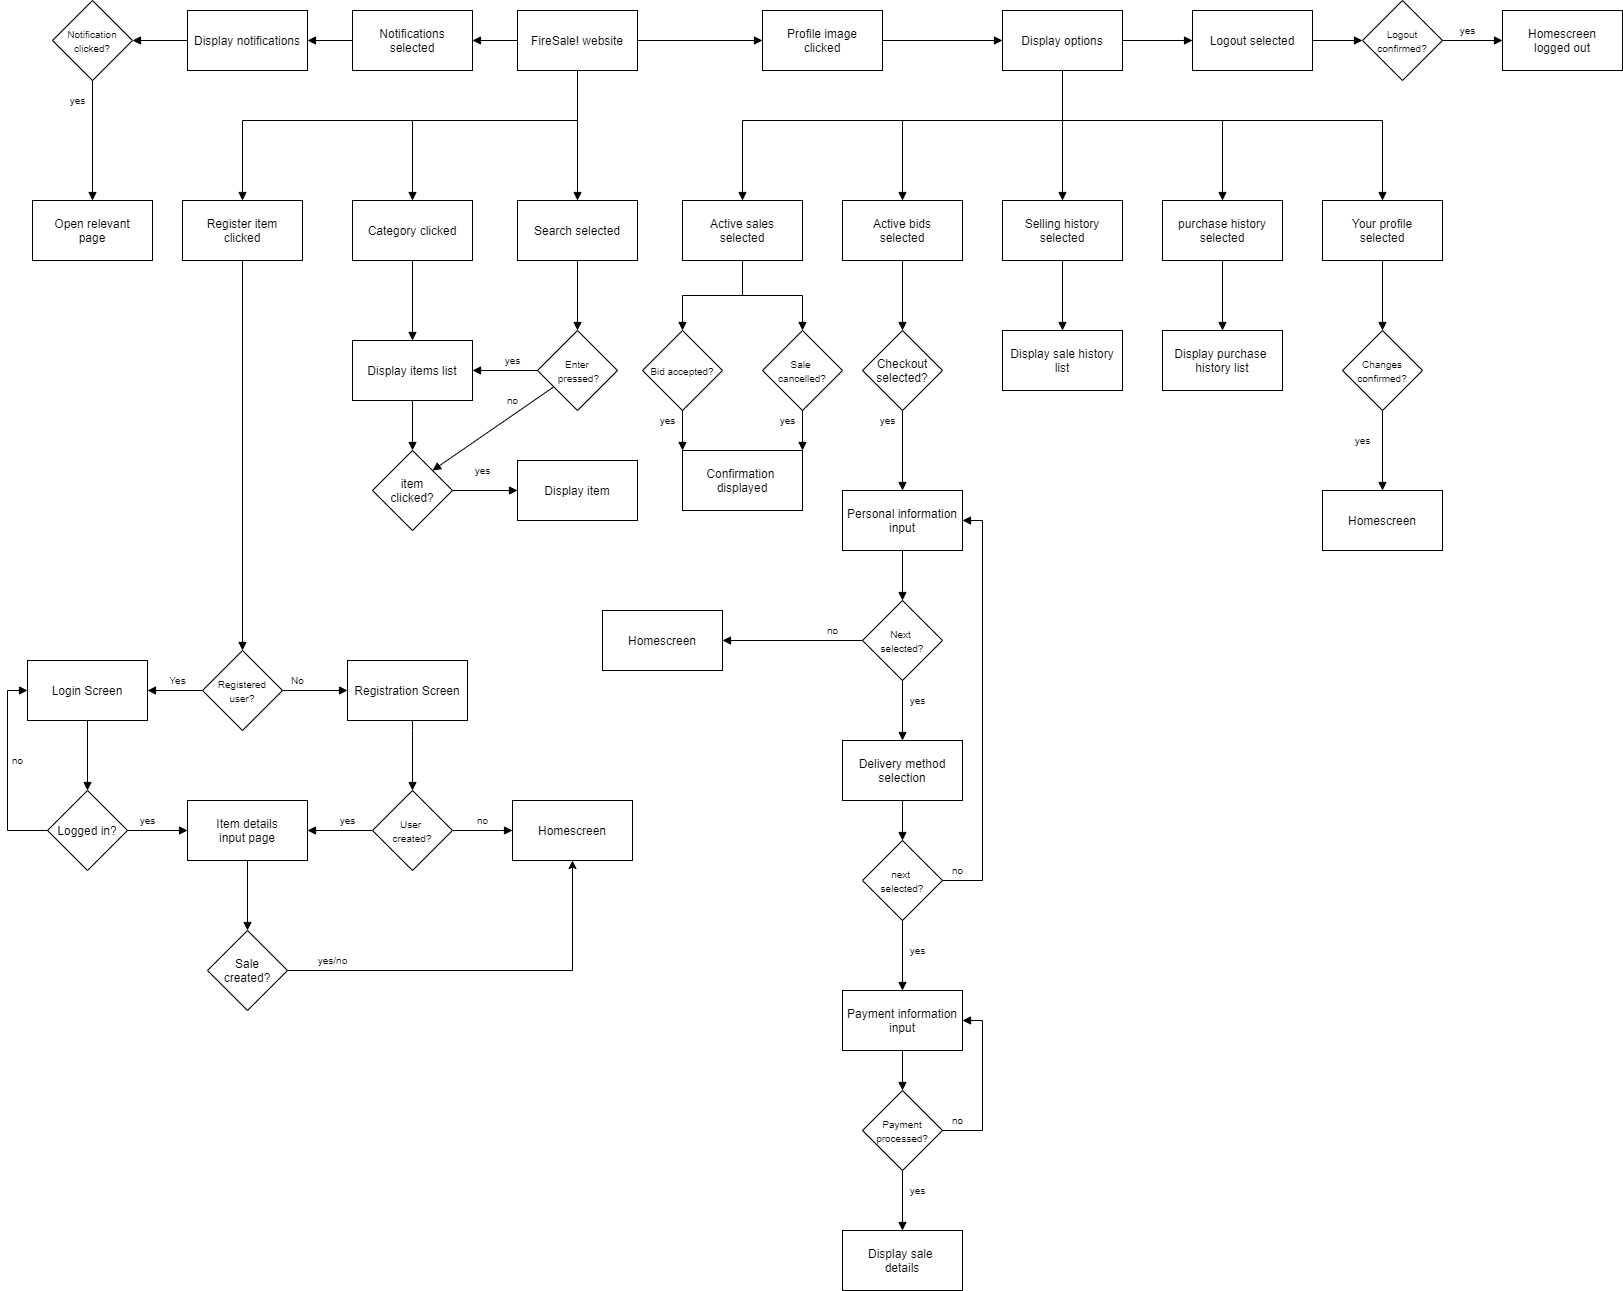 Notification
clicked?
Display notifications
Notifications
selected
FireSale! website
Profile image
clicked
Display options
Logout selected
Logout
confirmed?
yes
Homescreen
logged out
yes
Open relevant
page
Register item
clicked
Category clicked
Search selected
Active sales
selected
Active bids
selected
Selling history
selected
purchase history
selected
Your profile
selected
Display items list
yes
Enter
pressed?
no
Bid accepted?
Sale
cancelled?
Checkout
selected?
Display sale history
list
Display purchase
history list
Changes
confirmed?
yes
yes
yes
yes
item
clicked?
yes
Display item
Confirmation
displayed
Personal information
input
Homescreen
Homescreen
no
Next
selected?
yes
Login Screen
Yes
Registered
user?
No
Registration Screen
no
Delivery method
selection
Logged in?
yes
Item details
input page
yes
User
created?
no
Homescreen
next
selected?
no
yes
Sale
created?
yes/no
Payment information
input
Payment
processed?
no
yes
Display sale
details